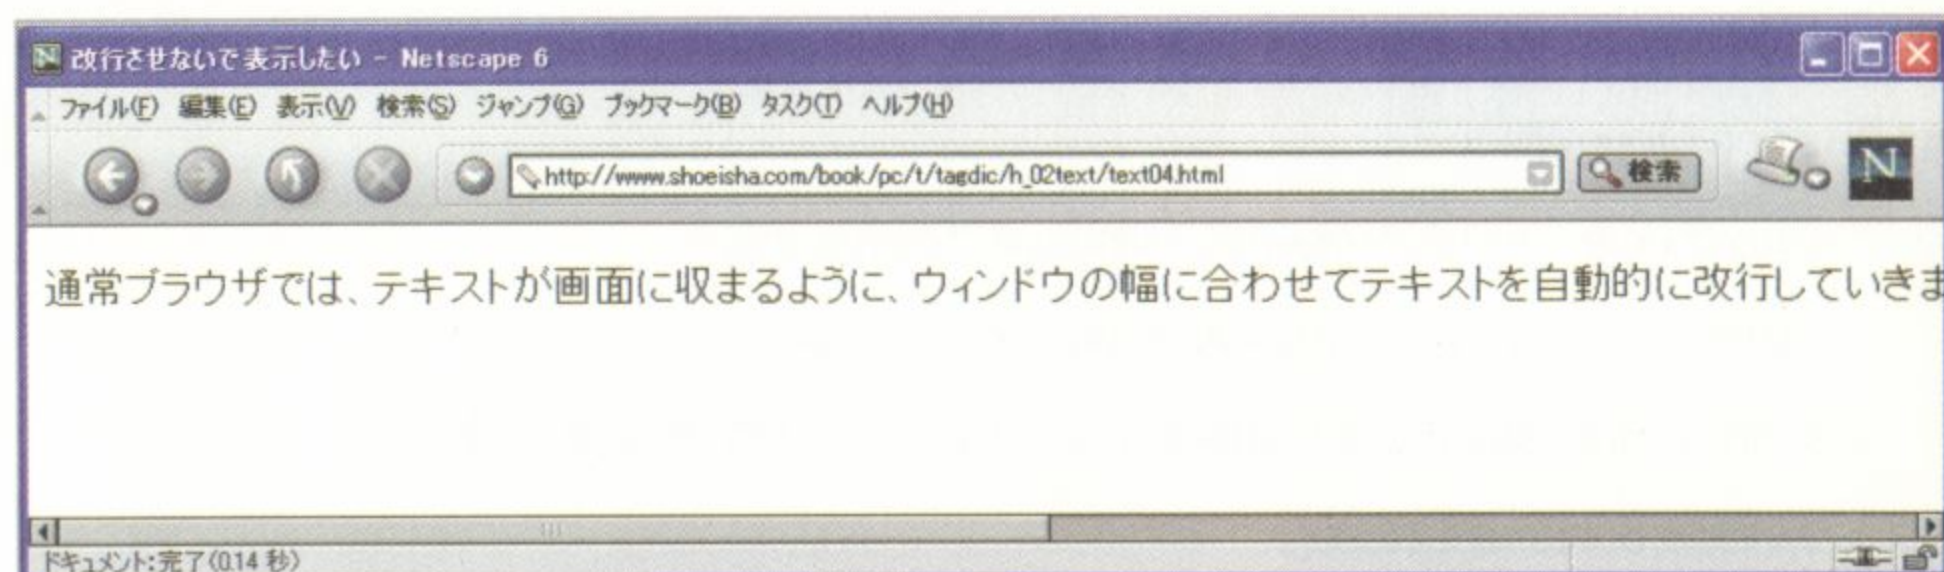 改行させないで表示したい - Netscape 6
ファイル(F) 編集(E) 表示(V) 検索(S) ジャンプ(G) ブックマーク(B) タスク(T) ヘルプ(H)
http://www.shoeisha.com/book/pc/t/tagdic/h_02text/text04.html 検索 N
通常ブラウザでは、テキストが画面に収まるように、ウィンドウの幅に合わせてテキストを自動的に改行していきま
ドキュメント:完了(0.14 秒)